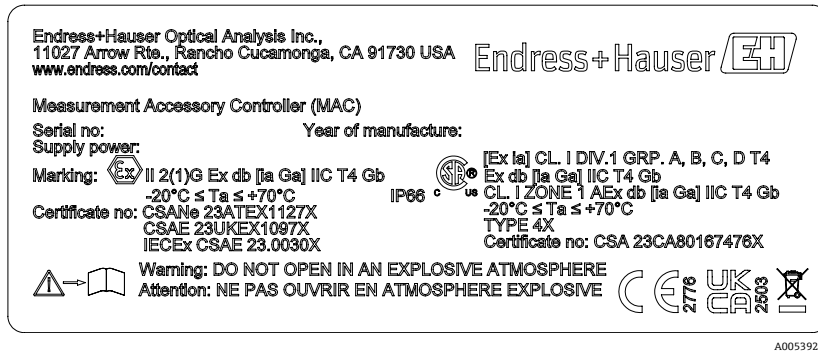 Endress+Hauser Optical Analysis Inc.,
11027 Arrow Rte., Rancho Cucamonga, CA 91730 USA
www.endress.com/contact
Endress+Hauser EH
Measurement Accessory Controller (MAC)
Serial no: Year of manufacture:
Supply power:
Marking: Ex II 2(1)G Ex db [ia Ga] IIC T4 Gb
-20°C ≤ Ta ≤ +70°C IP66
Certificate no: CSANe 23ATEX1127X
CSAE 23UKEX1097X
IECEx CSAE 23.0030X
c SA ® us
[Ex ia] CL. I DIV.1 GRP. A, B, C, D T4
Ex db [ia Ga] IIC T4 Gb
CL. I ZONE 1 AEx db [ia Ga] IIC T4 Gb
-20°C ≤ Ta ≤ +70°C
TYPE 4X
Certificate no: CSA 23CA80167476X
Warning: DO NOT OPEN IN AN EXPLOSIVE ATMOSPHERE
Attention: NE PAS OUVRIR EN ATMOSPHERE EXPLOSIVE
CE 2776 UK CA 2503
A005392